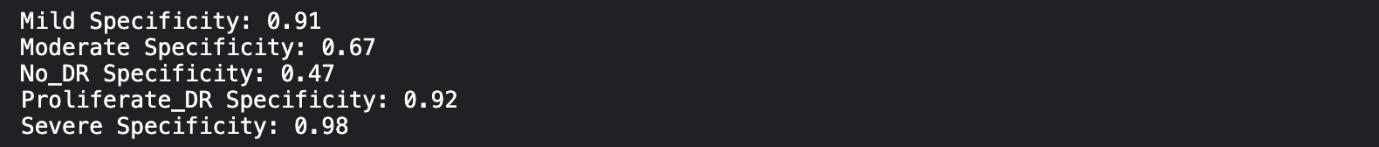 Mild Specificity: 0.91
Moderate Specificity: 0.67
No_DR Specificity: 0.47
Proliferate_DR Specificity: 0.92
Severe Specificity: 0.98